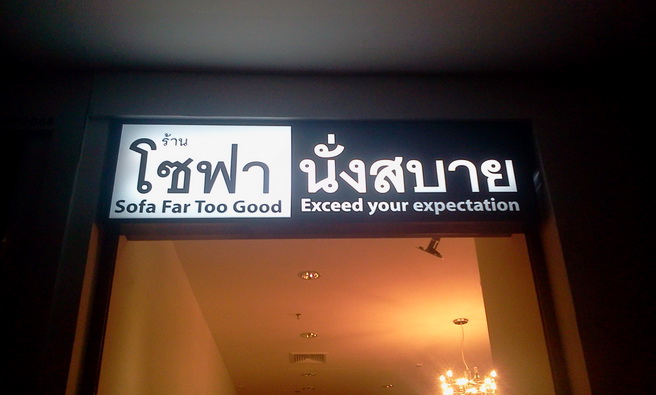 ร้าน
โซฟา
Sofa Far Too Good
นั่งสบาย
Exceed your expectation